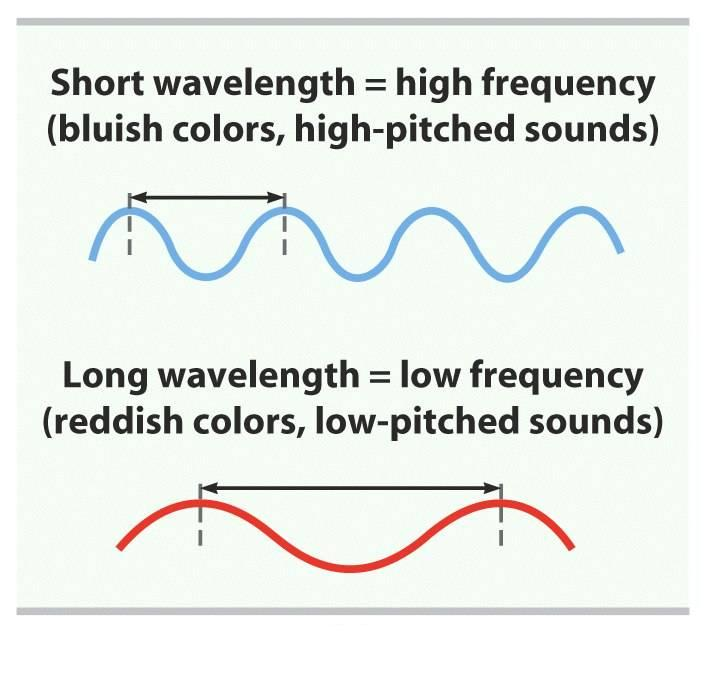 Short wavelength = high frequency
(bluish colors, high-pitched sounds)
Long wavelength = low frequency
(reddish colors, low-pitched sounds)